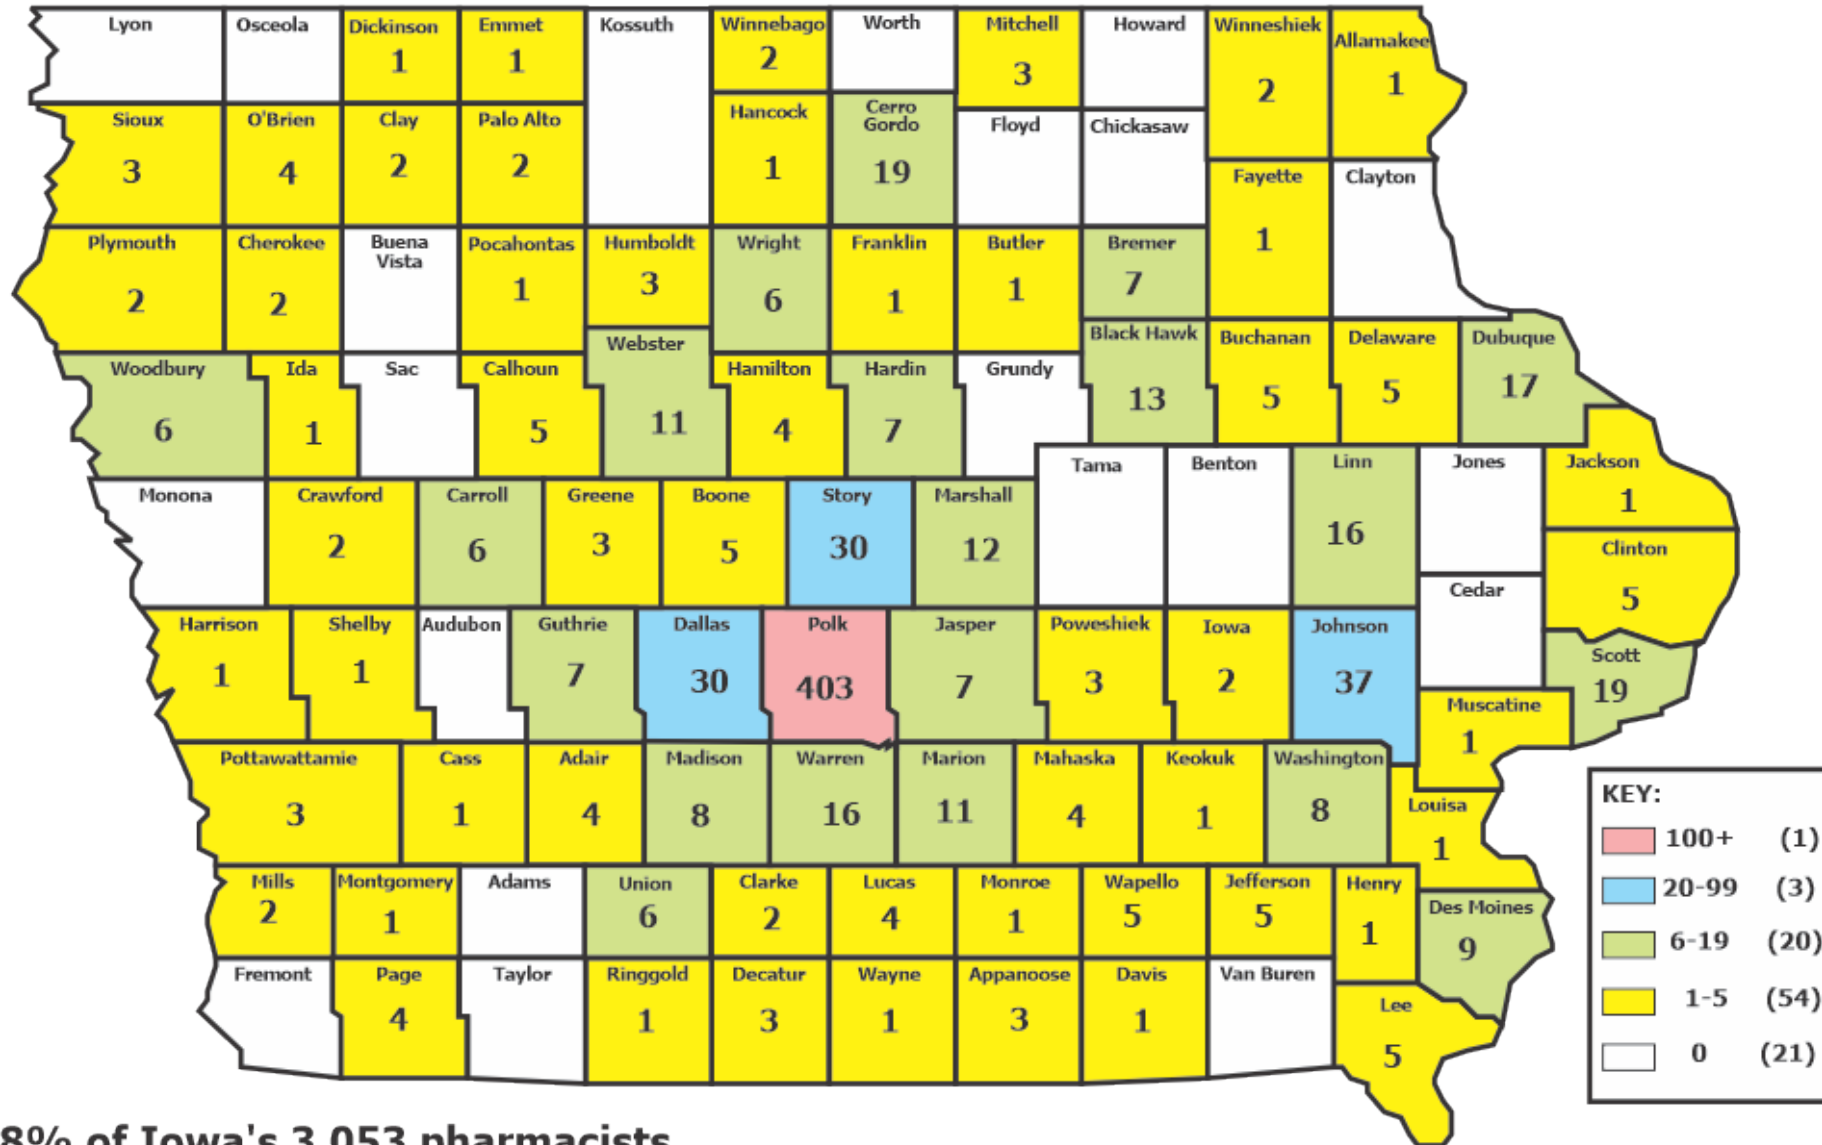 Lyon Osceola Dickinson Emmet Kossuth Winnebago Worth Mitchell Howard Winneshiek Allamakee
1 1 2 3 2 1
Sioux O'Brien Clay Palo Alto Hancock Cerro Gordo Floyd Chickasaw
3 4 2 2 1 19
Fayette Clayton
1
Plymouth Cherokee Buena Vista Pocahontas Humboldt Wright Franklin Butler Bremer
2 2 1 3 6 1 1 7
Woodbury Ida Sac Calhoun Webster Hamilton Hardin Grundy Black Hawk Buchanan Delaware Dubuque
6 1 5 11 4 7 13 5 5 17
Monona Crawford Carroll Greene Boone Story Marshall Tama Benton Linn Jones Jackson
2 6 3 5 30 12 16 1
Cedar Clinton
5
Harrison Shelby Audubon Guthrie Dallas Polk Jasper Poweshiek Iowa Johnson Scott
1 1 7 30 403 7 3 2 37 19
Muscatine
1
Pottawattamie Cass Adair Madison Warren Marion Mahaska Keokuk Washington Louisa
3 1 4 8 16 11 4 1 8 1
Mills Montgomery Adams Union Clarke Lucas Monroe Wapello Jefferson Henry Des Moines
2 1 6 2 4 1 5 5 1 9
Fremont Page Taylor Ringgold Decatur Wayne Appanoose Davis Van Buren Lee
4 1 3 1 3 1 5
KEY:
100+ (1)
20-99 (3)
6-19 (20)
1-5 (54)
0 (21)
8% of Iowa's 3,053 pharmacists